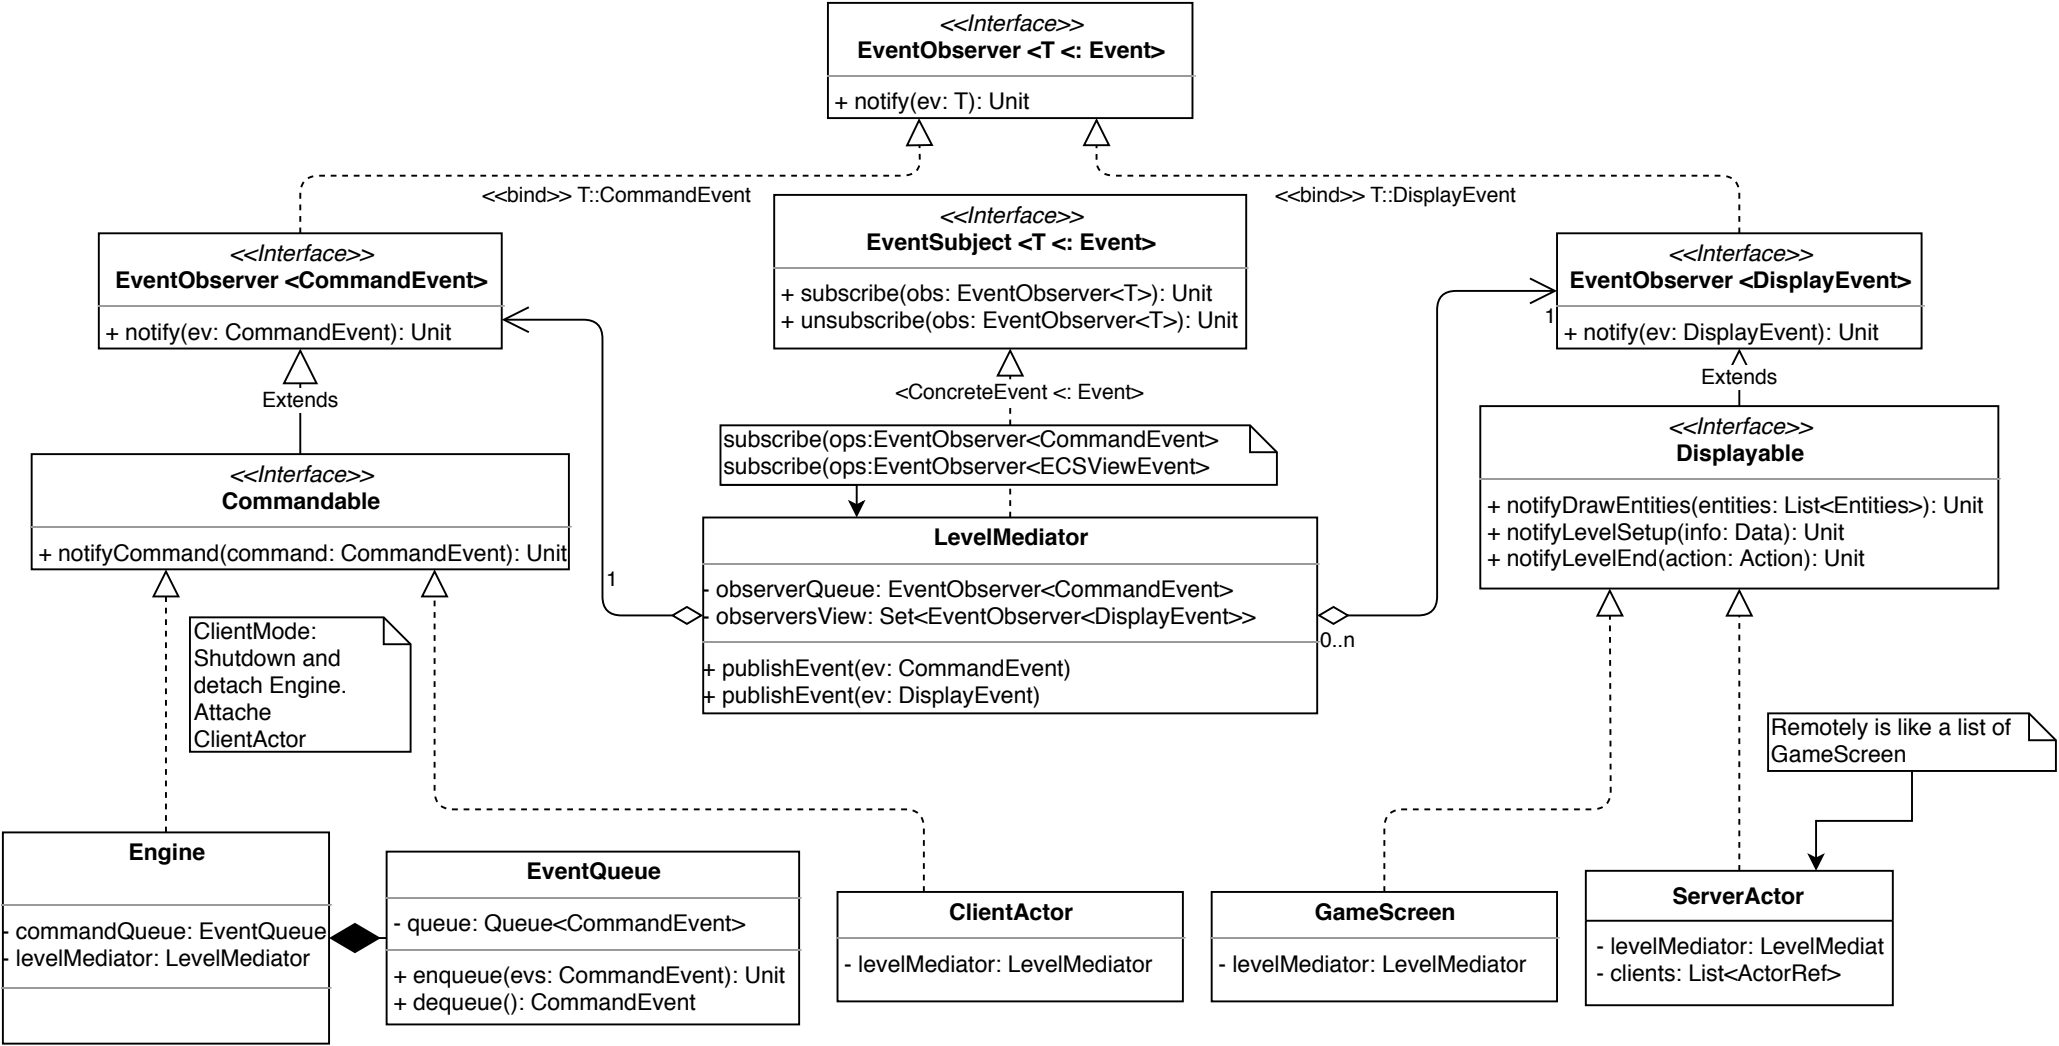 <<Interface>>
EventObserver <T <: Event>
+ notify(ev: T): Unit
<<bind>> T::CommandEvent
<<bind>> T::DisplayEvent
<<Interface>>
EventSubject <T <: Event>
+ subscribe(obs: EventObserver<T>): Unit
+ unsubscribe(obs: EventObserver<T>): Unit
<<Interface>>
EventObserver <CommandEvent>
+ notify(ev: CommandEvent): Unit
<<Interface>>
EventObserver <DisplayEvent>
+ notify(ev: DisplayEvent): Unit
1
Extends
<ConcreteEvent <: Event>
Extends
subscribe(ops:EventObserver<CommandEvent>
subscribe(ops:EventObserver<ECSViewEvent>
<<Interface>>
Commandable
+ notifyCommand(command: CommandEvent): Unit
<<Interface>>
Displayable
+ notifyDrawEntities(entities: List<Entities>): Unit
+ notifyLevelSetup(info: Data): Unit
+ notifyLevelEnd(action: Action): Unit
1
LevelMediator
- observerQueue: EventObserver<CommandEvent>
- observersView: Set<EventObserver<DisplayEvent>>
+ publishEvent(ev: CommandEvent)
+ publishEvent(ev: DisplayEvent)
0..n
ClientMode:
Shutdown and
detach Engine.
Attache
ClientActor
Remotely is like a list of
GameScreen
Engine
- commandQueue: EventQueue
- levelMediator: LevelMediator
EventQueue
- queue: Queue<CommandEvent>
+ enqueue(evs: CommandEvent): Unit
+ dequeue(): CommandEvent
ClientActor
- levelMediator: LevelMediator
GameScreen
- levelMediator: LevelMediator
ServerActor
- levelMediator: LevelMediat
- clients: List<ActorRef>